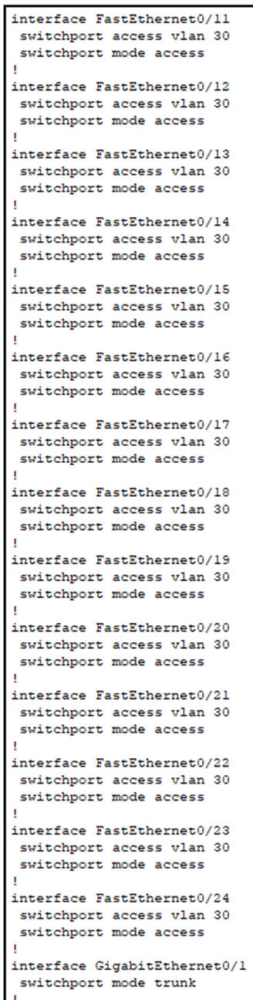 interface FastEthernet0/11
 switchport access vlan 30
 switchport mode access
!
interface FastEthernet0/12
 switchport access vlan 30
 switchport mode access
!
interface FastEthernet0/13
 switchport access vlan 30
 switchport mode access
!
interface FastEthernet0/14
 switchport access vlan 30
 switchport mode access
!
interface FastEthernet0/15
 switchport access vlan 30
 switchport mode access
!
interface FastEthernet0/16
 switchport access vlan 30
 switchport mode access
!
interface FastEthernet0/17
 switchport access vlan 30
 switchport mode access
!
interface FastEthernet0/18
 switchport access vlan 30
 switchport mode access
!
interface FastEthernet0/19
 switchport access vlan 30
 switchport mode access
!
interface FastEthernet0/20
 switchport access vlan 30
 switchport mode access
!
interface FastEthernet0/21
 switchport access vlan 30
 switchport mode access
!
interface FastEthernet0/22
 switchport access vlan 30
 switchport mode access
!
interface FastEthernet0/23
 switchport access vlan 30
 switchport mode access
!
interface FastEthernet0/24
 switchport access vlan 30
 switchport mode access
!
interface GigabitEthernet0/1
 switchport mode trunk
!